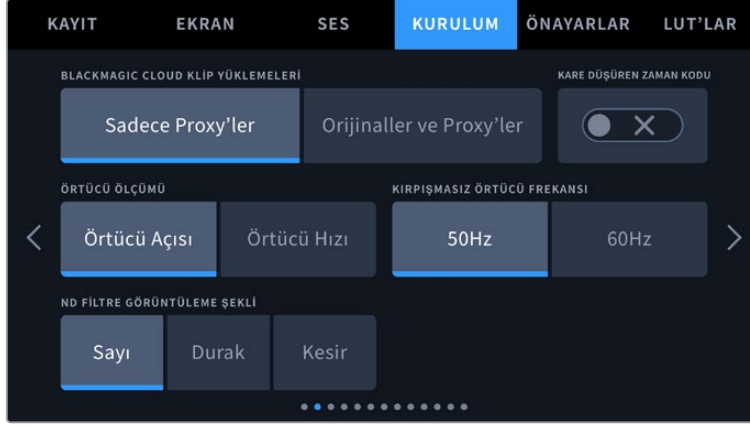 KAYIT EKRAN SES KURULUM ÖNAYARLAR LUT'LAR
BLACKMAGIC CLOUD KLİP YÜKLEMELERİ KARE DÜŞÜREN ZAMAN KODU
Sadece Proxy'ler Orijinaller ve Proxy'ler
ÖRTÜCÜ ÖLÇÜMÜ KIRPIŞMASIZ ÖRTÜCÜ FREKANSI
Örtücü Açısı Örtücü Hızı 50Hz 60Hz
ND FİLTRE GÖRÜNTÜLEME ŞEKLİ
Sayı Durak Kesir